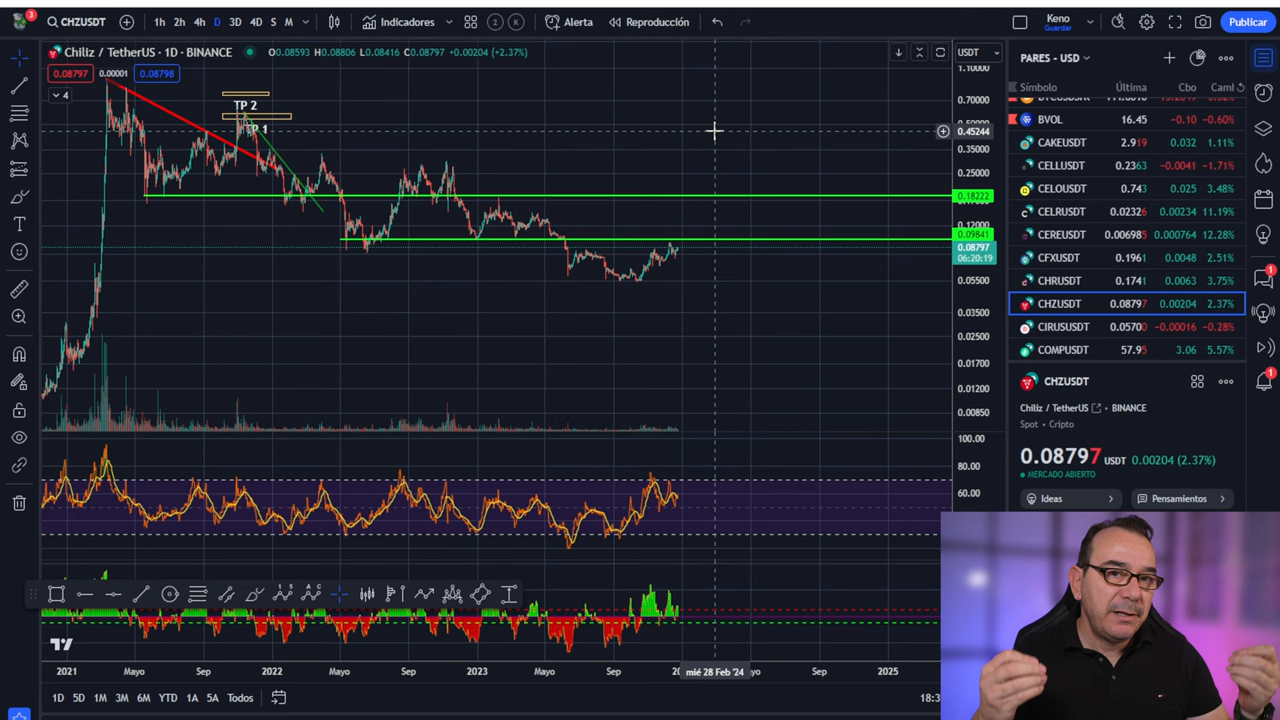 3
CHZUSDT
1h 2h 4h D 3D 4D S M
Indicadores
2 K
Alerta
Reproducción
Keno
Guardar
Publicar
Chiliz / TetherUS · 1D · BINANCE
O0.08593 H0.08806 L0.08416 C0.08797 +0.00204 (+2.37%)
0.08797 0.00001 0.08798
4
TP 2
TP 1
USDT
1.10000
0.70000
0.45244
0.35000
0.25000
0.18222
0.12000
0.09841
0.08797
06:20:19
0.05500
0.03500
0.02500
0.01700
0.01200
0.00850
100.00
80.00
60.00
2021 Mayo Sep 2022 Mayo Sep 2023 Mayo Sep mié 28 Feb '24 Sep 2025
1D 5D 1M 3M 6M YTD 1A 5A Todos
PARES - USD
Símbolo Última Cbo
BVOL 16.45 -0.10 -0.60%
CAKEUSDT 2.919 0.032 1.11%
CELLUSDT 0.2363 -0.0041 -1.71%
CELOUSDT 0.743 0.025 3.48%
CELRUSDT 0.02326 0.00234 11.19%
CEREUSDT 0.006985 0.000764 12.28%
CFXUSDT 0.1961 0.0048 2.51%
CHRUSDT 0.1741 0.0063 3.75%
CHZUSDT 0.08797 0.00204 2.37%
CIRUSUSDT 0.05700 -0.00016 -0.28%
COMPUSDT 57.95 3.06 5.57%
CHZUSDT
Chiliz / TetherUS · BINANCE
Spot · Cripto
0.08797 USDT 0.00204 (2.37%)
MERCADO ABIERTO
Ideas
Pensamientos
1
1